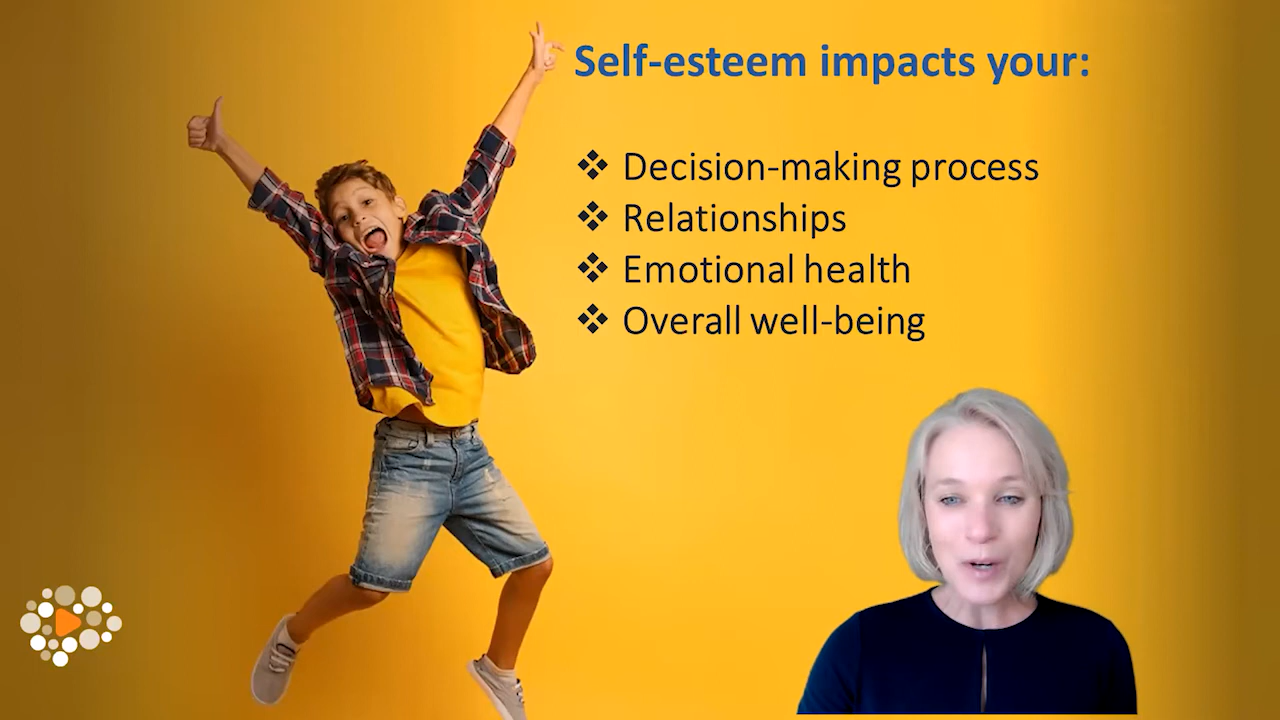 Self-esteem impacts your:
❖ Decision-making process
❖ Relationships
❖ Emotional health
❖ Overall well-being